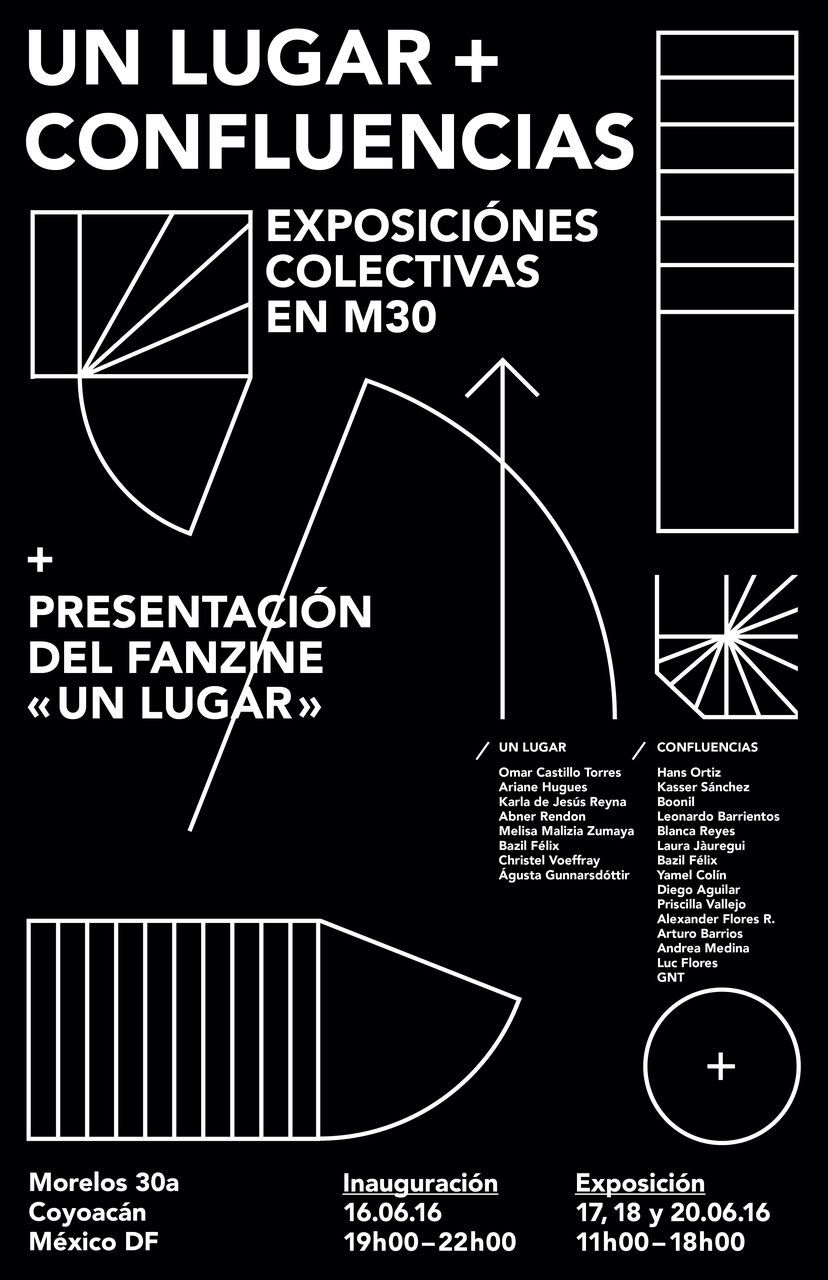 UN LUGAR +
CONFLUENCIAS
EXPOSICIÓNES
COLECTIVAS
EN M30
+
PRESENTACIÓN
DEL FANZINE
«UN LUGAR»
/ UN LUGAR
Omar Castillo Torres
Ariane Hugues
Karla de Jesús Reyna
Abner Rendon
Melisa Malizia Zumaya
Bazil Félix
Christel Voeffray
Águsta Gunnarsdóttir
/ CONFLUENCIAS
Hans Ortiz
Kasser Sánchez
Boonil
Leonardo Barrientos
Blanca Reyes
Laura Jàuregui
Bazil Félix
Yamel Colín
Diego Aguilar
Priscilla Vallejo
Alexander Flores R.
Arturo Barrios
Andrea Medina
Luc Flores
GNT
+
Morelos 30a
Coyoacán
México DF
Inauguración
16.06.16
19h00–22h00
Exposición
17, 18 y 20.06.16
11h00–18h00